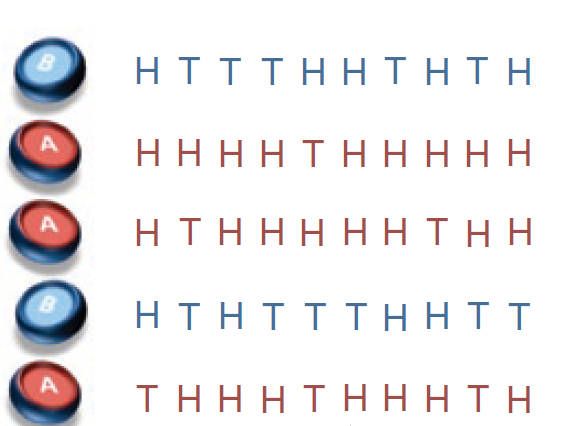 B H T T T H H T H T H
A H H H H T H H H H H
A H T H H H H H T H H
B H T H T T T H H T T
A T H H H T H H H T H